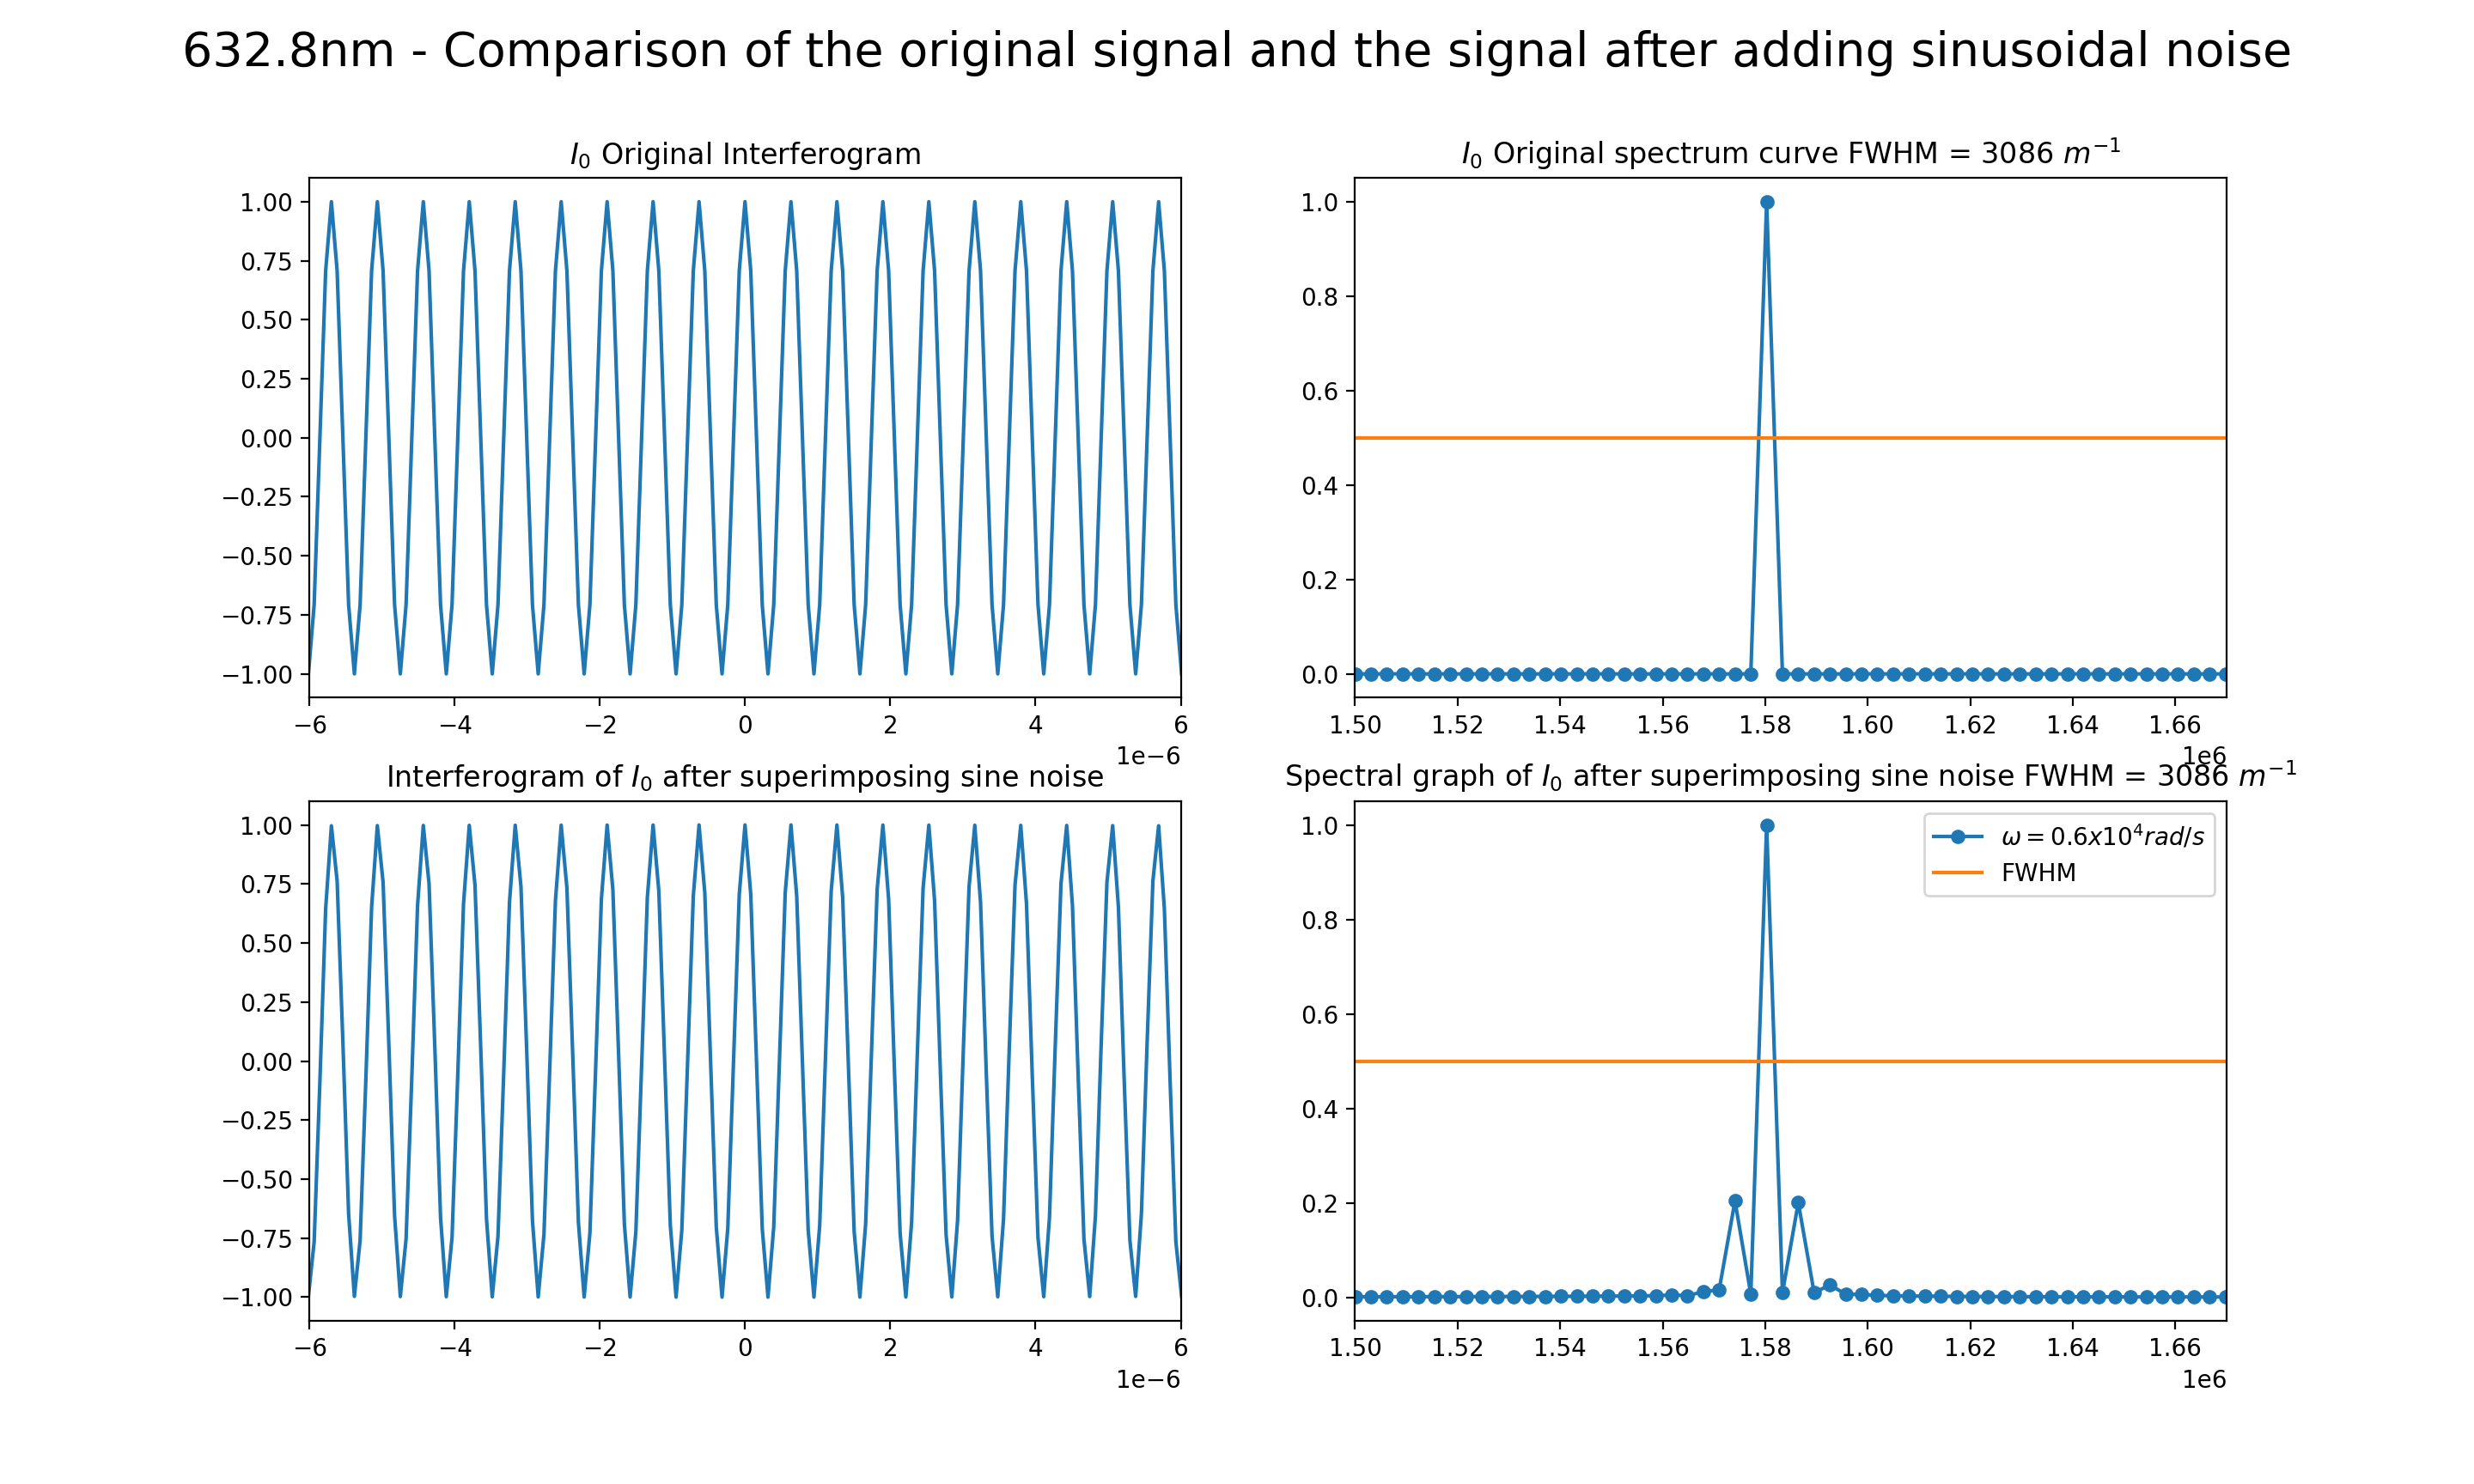 632.8nm - Comparison of the original signal and the signal after adding sinusoidal noise
I₀ Original Interferogram
1.00
0.75
0.50
0.25
0.00
−0.25
−0.50
−0.75
−1.00
−6 −4 −2 0 2 4 6
1e−6
I₀ Original spectrum curve FWHM = 3086 m⁻¹
1.0
0.8
0.6
0.4
0.2
0.0
1.50 1.52 1.54 1.56 1.58 1.60 1.62 1.64 1.66
1e6
Interferogram of I₀ after superimposing sine noise
1.00
0.75
0.50
0.25
0.00
−0.25
−0.50
−0.75
−1.00
−6 −4 −2 0 2 4 6
1e−6
Spectral graph of I₀ after superimposing sine noise FWHM = 3086 m⁻¹
ω = 0.6x10⁴rad/s
FWHM
1.0
0.8
0.6
0.4
0.2
0.0
1.50 1.52 1.54 1.56 1.58 1.60 1.62 1.64 1.66
1e6